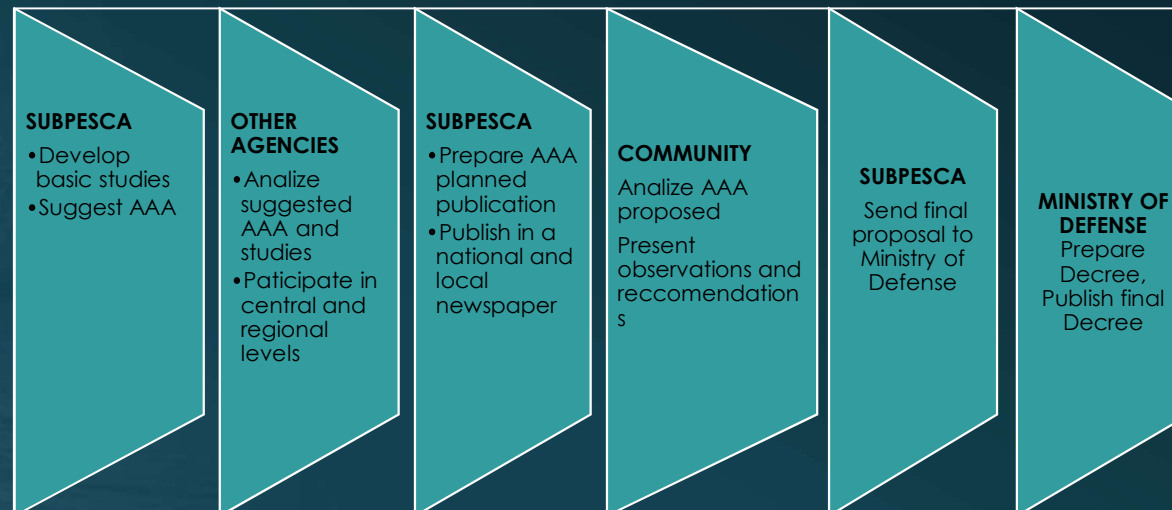 SUBPESCA
•Develop
basic studies
•Suggest AAA
OTHER
AGENCIES
•Analize
suggested
AAA and
studies
•Paticipate in
central and
regional
levels
SUBPESCA
•Prepare AAA
planned
publication
•Publish in a
national and
local
newspaper
COMMUNITY
Analize AAA
proposed
Present
observations and
reccomendation
s
SUBPESCA
Send final
proposal to
Ministry of
Defense
MINISTRY OF
DEFENSE
Prepare
Decree,
Publish final
Decree